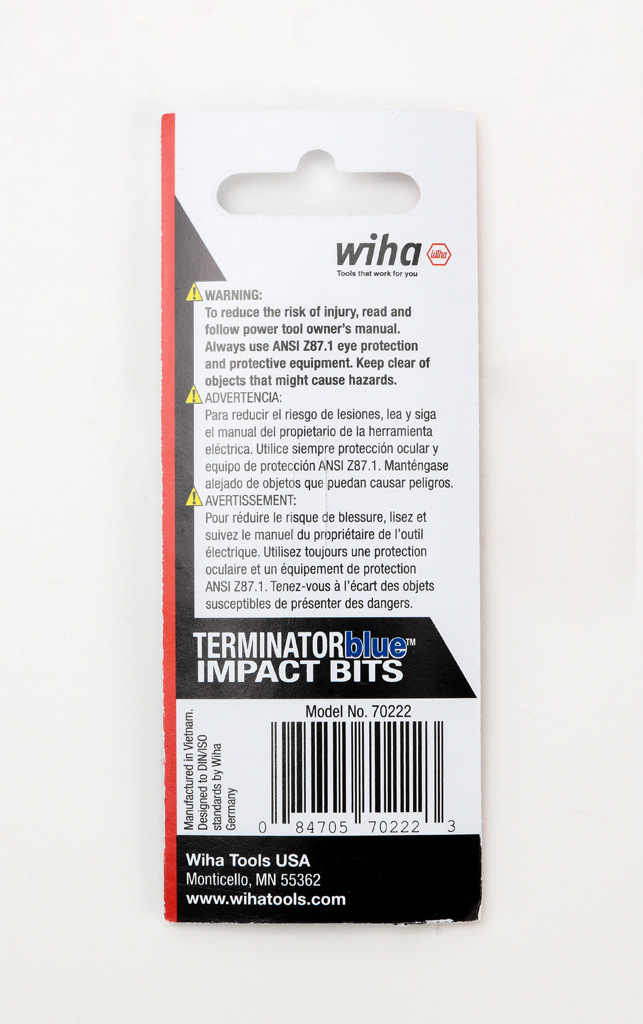 wiha wiha
Tools that work for you
WARNING:
To reduce the risk of injury, read and
follow power tool owner's manual.
Always use ANSI Z87.1 eye protection
and protective equipment. Keep clear of
objects that might cause hazards.
ADVERTENCIA:
Para reducir el riesgo de lesiones, lea y siga
el manual del propietario de la herramienta
eléctrica. Utilice siempre protección ocular y
equipo de protección ANSI Z87.1. Manténgase
alejado de objetos que puedan causar peligros.
AVERTISSEMENT:
Pour réduire le risque de blessure, lisez et
suivez le manuel du propriétaire de l'outil
électrique. Utilisez toujours une protection
oculaire et un équipement de protection
ANSI Z87.1. Tenez-vous à l'écart des objets
susceptibles de présenter des dangers.
TERMINATORblue™
IMPACT BITS
Model No. 70222
Manufactured in Vietnam.
Designed to DIN/ISO
standards by Wiha
Germany
0 84705 70222 3
Wiha Tools USA
Monticello, MN 55362
www.wihatools.com